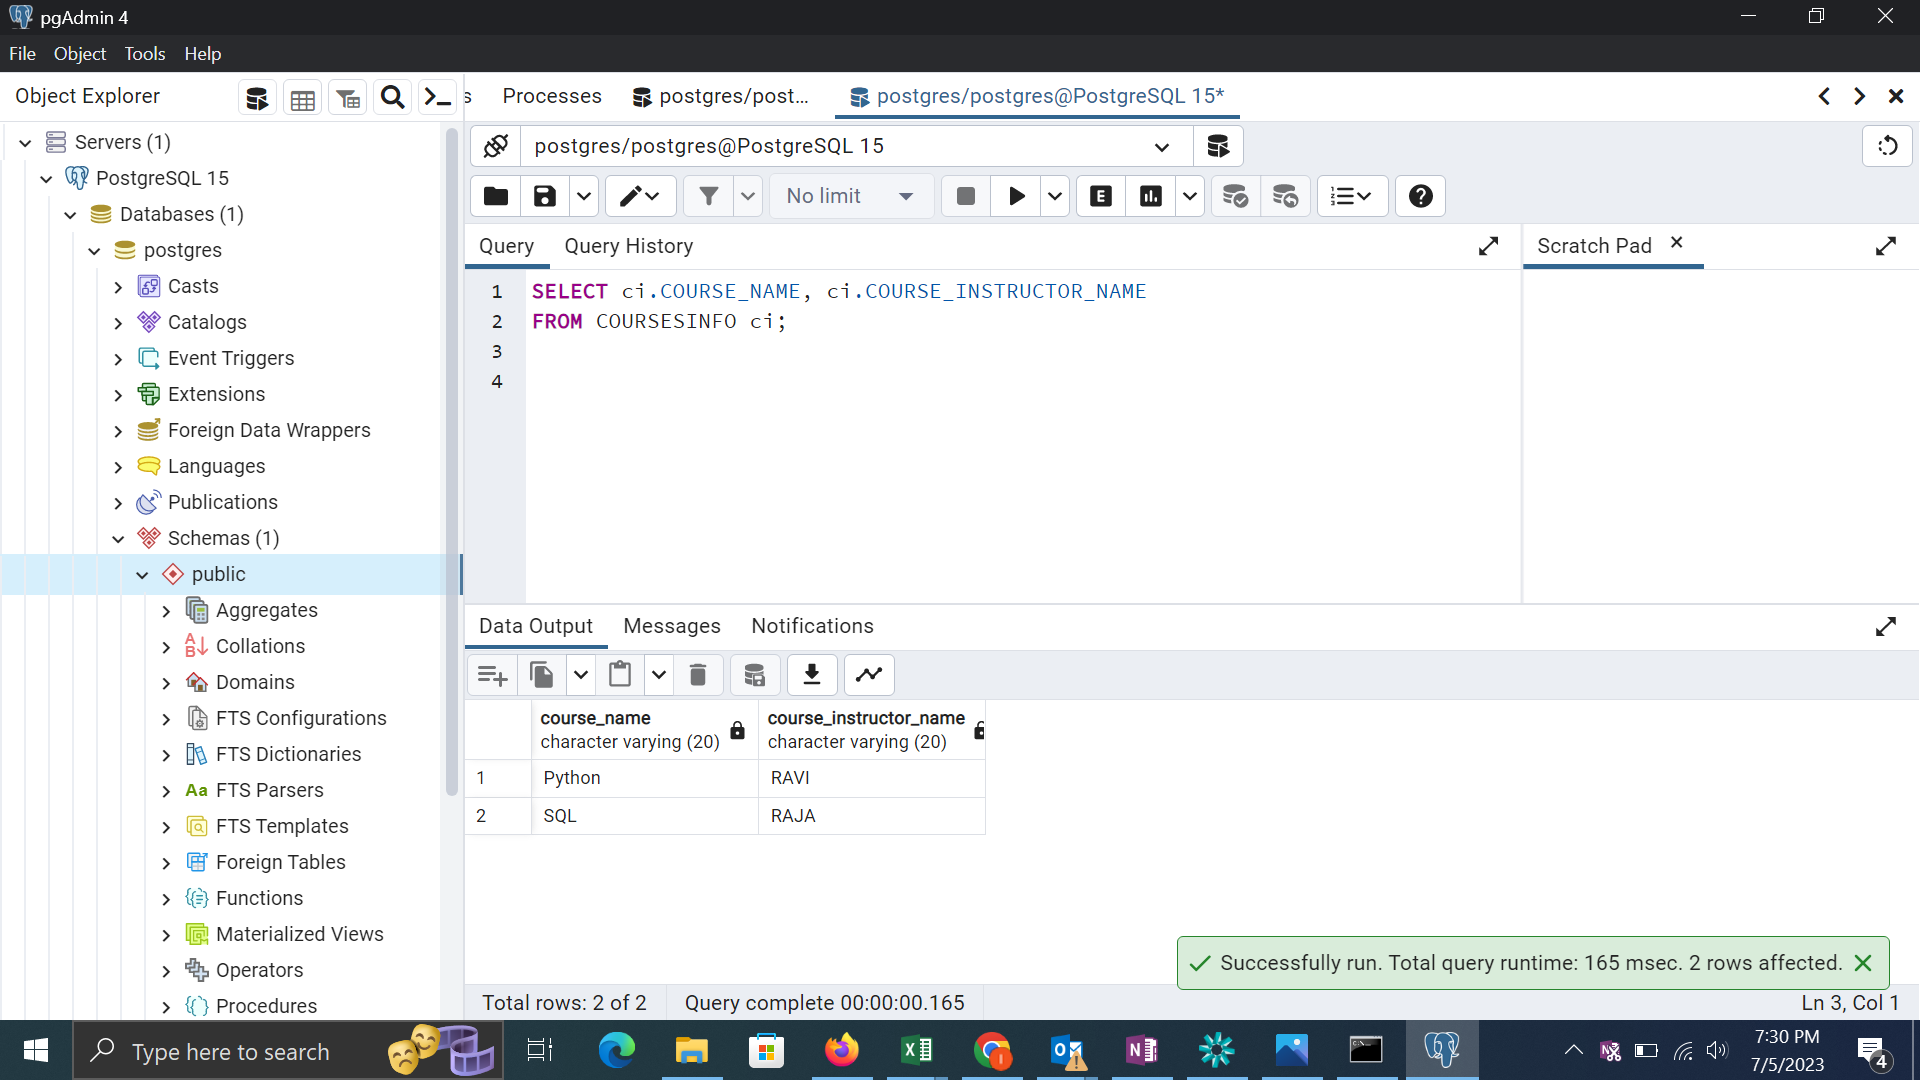 pgAdmin 4
File Object Tools Help
Object Explorer
s Processes postgres/post... postgres/postgres@PostgreSQL 15*
postgres/postgres@PostgreSQL 15
No limit
E
Query Query History
Scratch Pad
1 SELECT ci.COURSE_NAME, ci.COURSE_INSTRUCTOR_NAME
2 FROM COURSESINFO ci;
3
4
Servers (1)
PostgreSQL 15
Databases (1)
postgres
Casts
Catalogs
Event Triggers
Extensions
Foreign Data Wrappers
Languages
Publications
Schemas (1)
public
Aggregates
Collations
Domains
FTS Configurations
FTS Dictionaries
Aa FTS Parsers
FTS Templates
Foreign Tables
Functions
Materialized Views
Operators
Procedures
Data Output Messages Notifications
course_name course_instructor_name
character varying (20) character varying (20)
1 Python RAVI
2 SQL RAJA
Successfully run. Total query runtime: 165 msec. 2 rows affected.
Total rows: 2 of 2 Query complete 00:00:00.165 Ln 3, Col 1
Type here to search
7:30 PM
7/5/2023
4